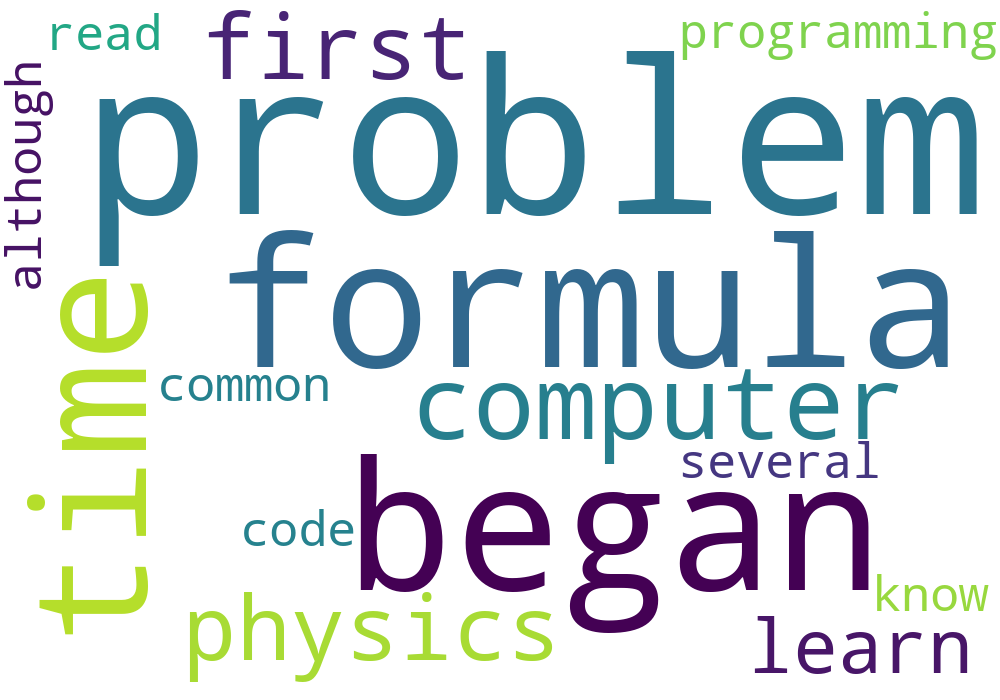 read
first
programming
although
problem
formula
time
common
computer
several
began
code
know
physics
learn